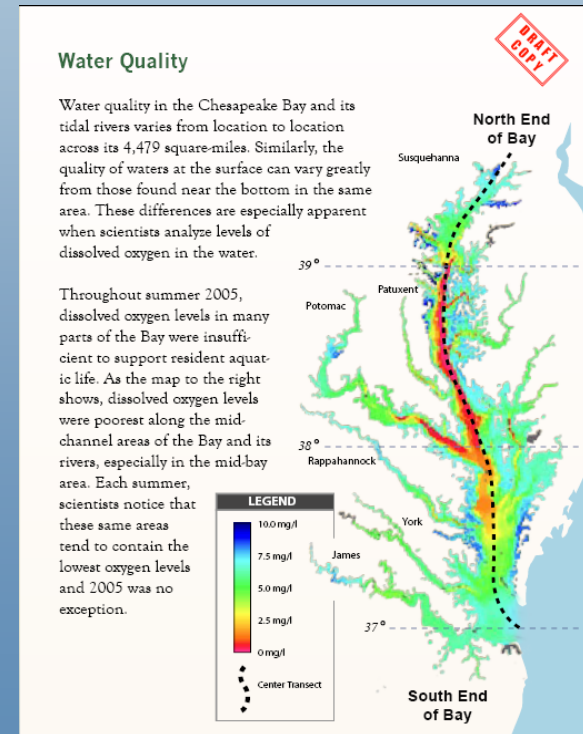 DRAFT
COPY
Water Quality
Water quality in the Chesapeake Bay and its
tidal rivers varies from location to location
across its 4,479 square-miles. Similarly, the
quality of waters at the surface can vary greatly
from those found near the bottom in the same
area. These differences are especially apparent
when scientists analyze levels of
dissolved oxygen in the water.
Throughout summer 2005,
dissolved oxygen levels in many
parts of the Bay were insuffi-
cient to support resident aquat-
ic life. As the map to the right
shows, dissolved oxygen levels
were poorest along the mid-
channel areas of the Bay and its
rivers, especially in the mid-bay
area. Each summer,
scientists notice that
these same areas
tend to contain the
lowest oxygen levels
and 2005 was no
exception.
North End
of Bay
Susquehanna
39°
Patuxent
Potomac
38°
Rappahannock
York
James
37°
South End
of Bay
LEGEND
10.0 mg/l
7.5 mg/l
5.0 mg/l
2.5 mg/l
0 mg/l
Center Transect